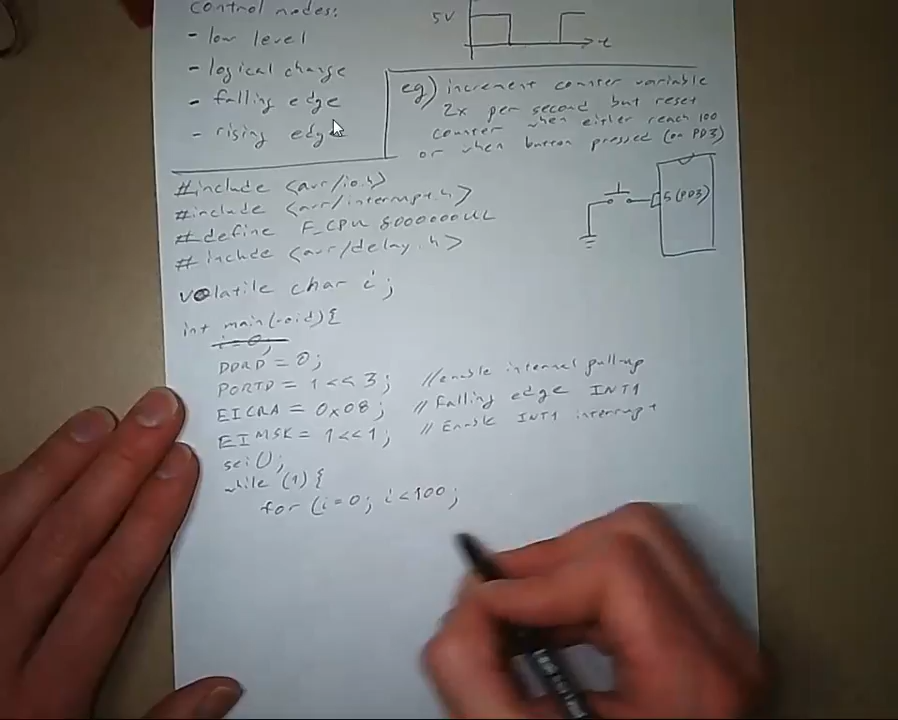 control modes:
- low level
- logical change
- falling edge
- rising edge
5V
t
eg) increment counter variable
2x per second but reset
counter when either reach 100
or when button pressed (on PD3)
5(PD3)
#include <avr/io.h>
#include <avr/interrupt.h>
#define F_CPU 8000000UL
#include <avr/delay.h>
volatile char i;
int main(void){
i=0;
DDRD = 0;
PORTD = 1<<3; //enable internal pull-up
EICRA = 0x08; //Falling edge INT1
EIMSK = 1<<1; //Enable INT1 interrupt
sei();
while (1){
for (i=0; i<100;